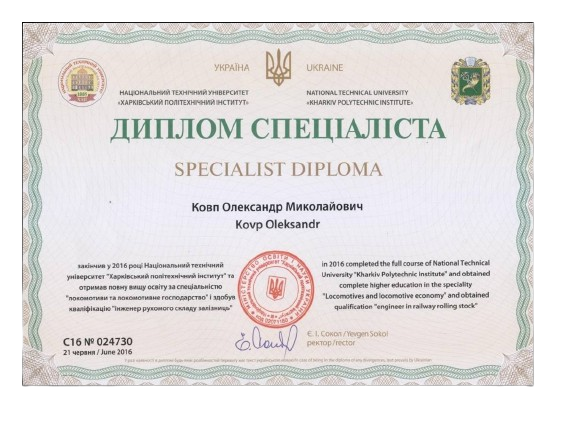 УКРАЇНА
UKRAINE
НАЦІОНАЛЬНИЙ ТЕХНІЧНИЙ УНІВЕРСИТЕТ
«ХАРКІВСЬКИЙ ПОЛІТЕХНІЧНИЙ ІНСТИТУТ»
NATIONAL TECHNICAL UNIVERSITY
«KHARKIV POLYTECHNIC INSTITUTE»
ДИПЛОМ СПЕЦІАЛІСТА
SPECIALIST DIPLOMA
Ковп Олександр Миколайович
Kovp Oleksandr
закінчив у 2016 році Національний технічний
університет "Харківський політехнічний інститут" та
отримав повну вищу освіту за спеціальністю
"локомотиви та локомотивне господарство" і здобув
кваліфікацію "інженер рухомого складу залізниць"
in 2016 completed the full course of National Technical
University "Kharkiv Polytechnic Institute" and obtained
complete higher education in the speciality
"Locomotives and locomotive economy" and obtained
qualification "engineer in railway rolling stock"
С16 № 024730
21 червня / June 2016
Є. І. Сокол / Yevgen Sokol
ректор/rector